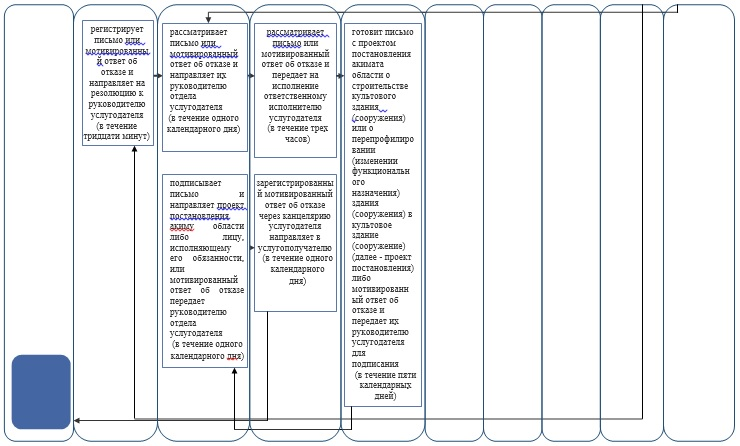 регистрирует
письмо или
мотивированны
й ответ об
отказе и
направляет на
резолюцию к
руководителю
услугодателя
(в течение
тридцати минут)
рассматривает
письмо или
мотивированный
ответ об отказе и
направляет их
руководителю
отдела
услугодателя
(в течение одного
календарного дня)
рассматривает
письмо или
мотивированный
ответ об отказе и
передает на
исполнение
ответственному
исполнителю
услугодателя
(в течение трех
часов)
готовит письмо
с проектом
постановления
акимата
области о
строительстве
культового
здания
(сооружения)
или о
перепрофилиро
вании
(изменении
функциональн
ого
назначения)
здания
(сооружения) в
культовое
здание
(сооружение)
(далее - проект
постановления)
либо
мотивированн
ый ответ об
отказе и
передает их
руководителю
услугодателя
для
подписания
(в течение пяти
календарных
дней)
подписывает
письмо и
направляет проект
постановления
акиму области
либо лицу,
исполняющему
его обязанности,
или
мотивированный
ответ об отказе
передает
руководителю
отдела
услугодателя
(в течение одного
календарного дня)
зарегистрированны
й мотивированный
ответ об отказе
через канцелярию
услугодателя
направляет в
услугополучателю
(в течение одного
календарного
дня)